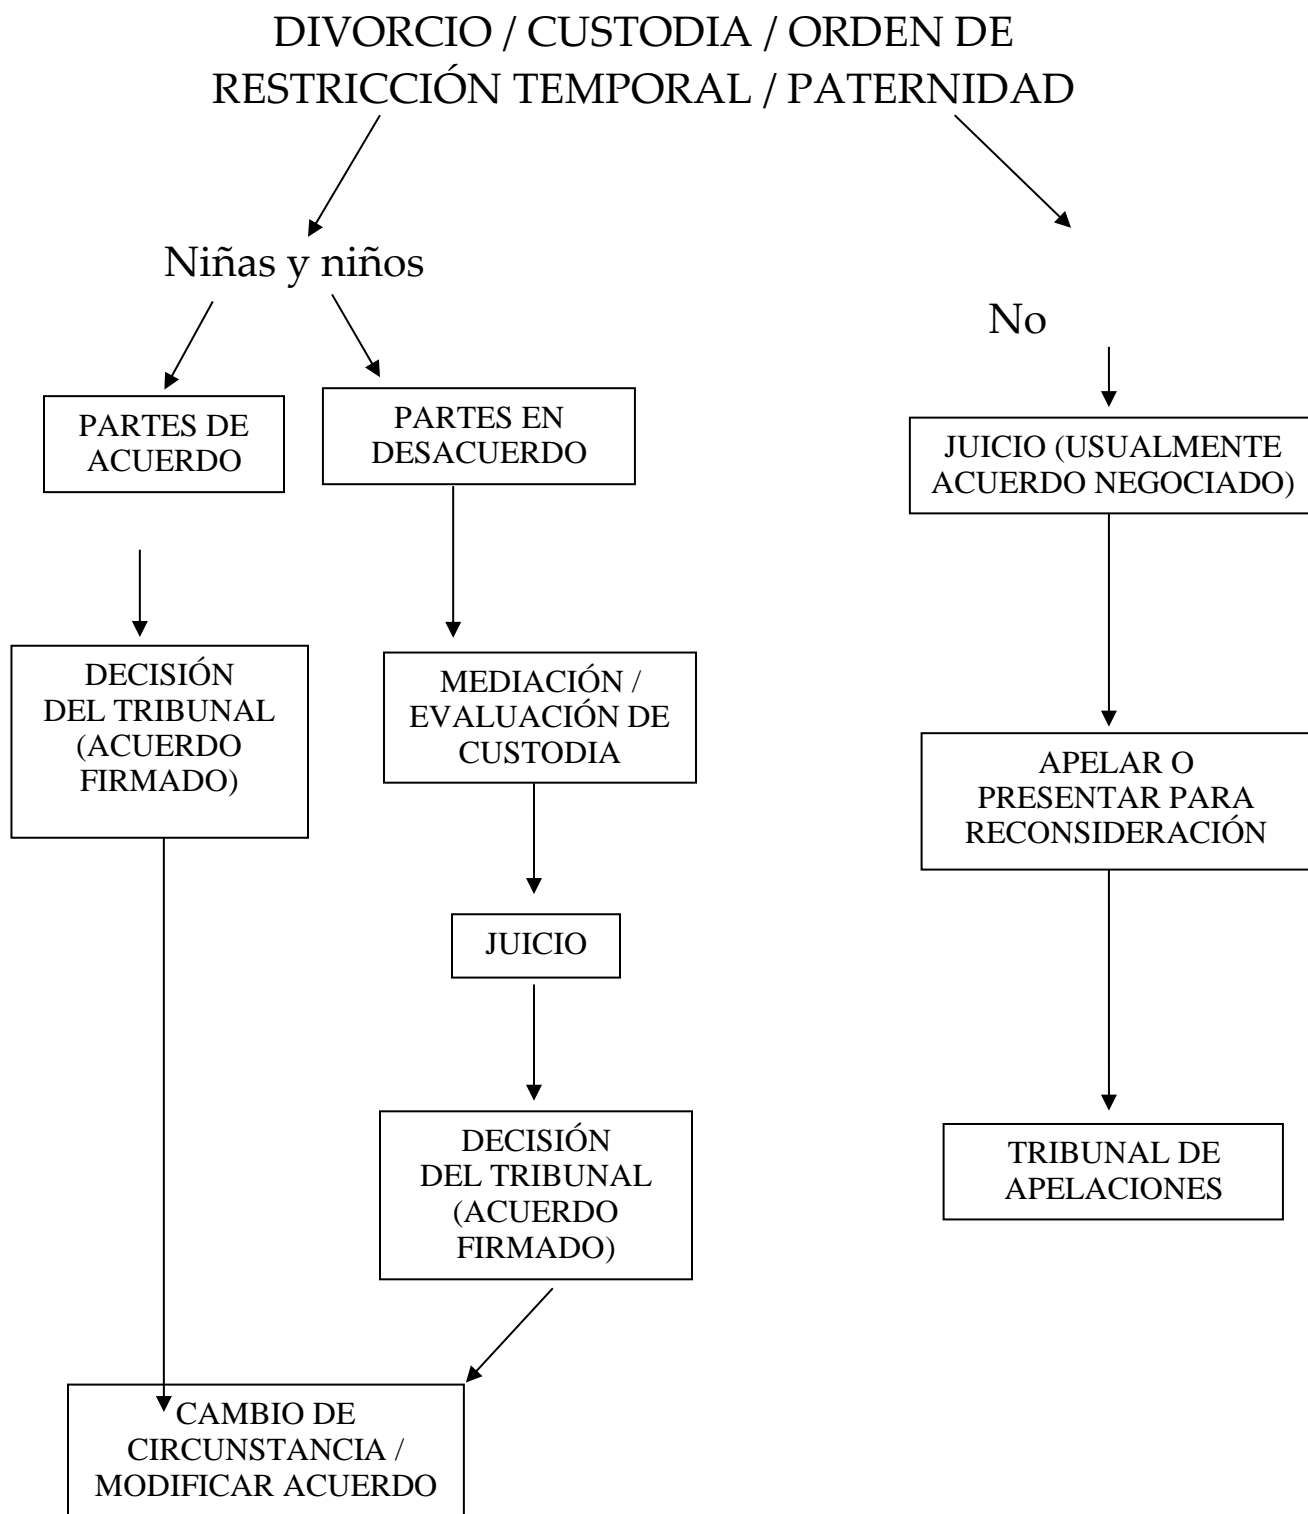 DIVORCIO / CUSTODIA / ORDEN DE
RESTRICCIÓN TEMPORAL / PATERNIDAD
Niñas y niños
No
PARTES DE
ACUERDO
PARTES EN
DESACUERDO
JUICIO (USUALMENTE
ACUERDO NEGOCIADO)
DECISIÓN
DEL TRIBUNAL
(ACUERDO
FIRMADO)
MEDIACIÓN /
EVALUACIÓN DE
CUSTODIA
APELAR O
PRESENTAR PARA
RECONSIDERACIÓN
JUICIO
DECISIÓN
DEL TRIBUNAL
(ACUERDO
FIRMADO)
TRIBUNAL DE
APELACIONES
CAMBIO DE
CIRCUNSTANCIA /
MODIFICAR ACUERDO